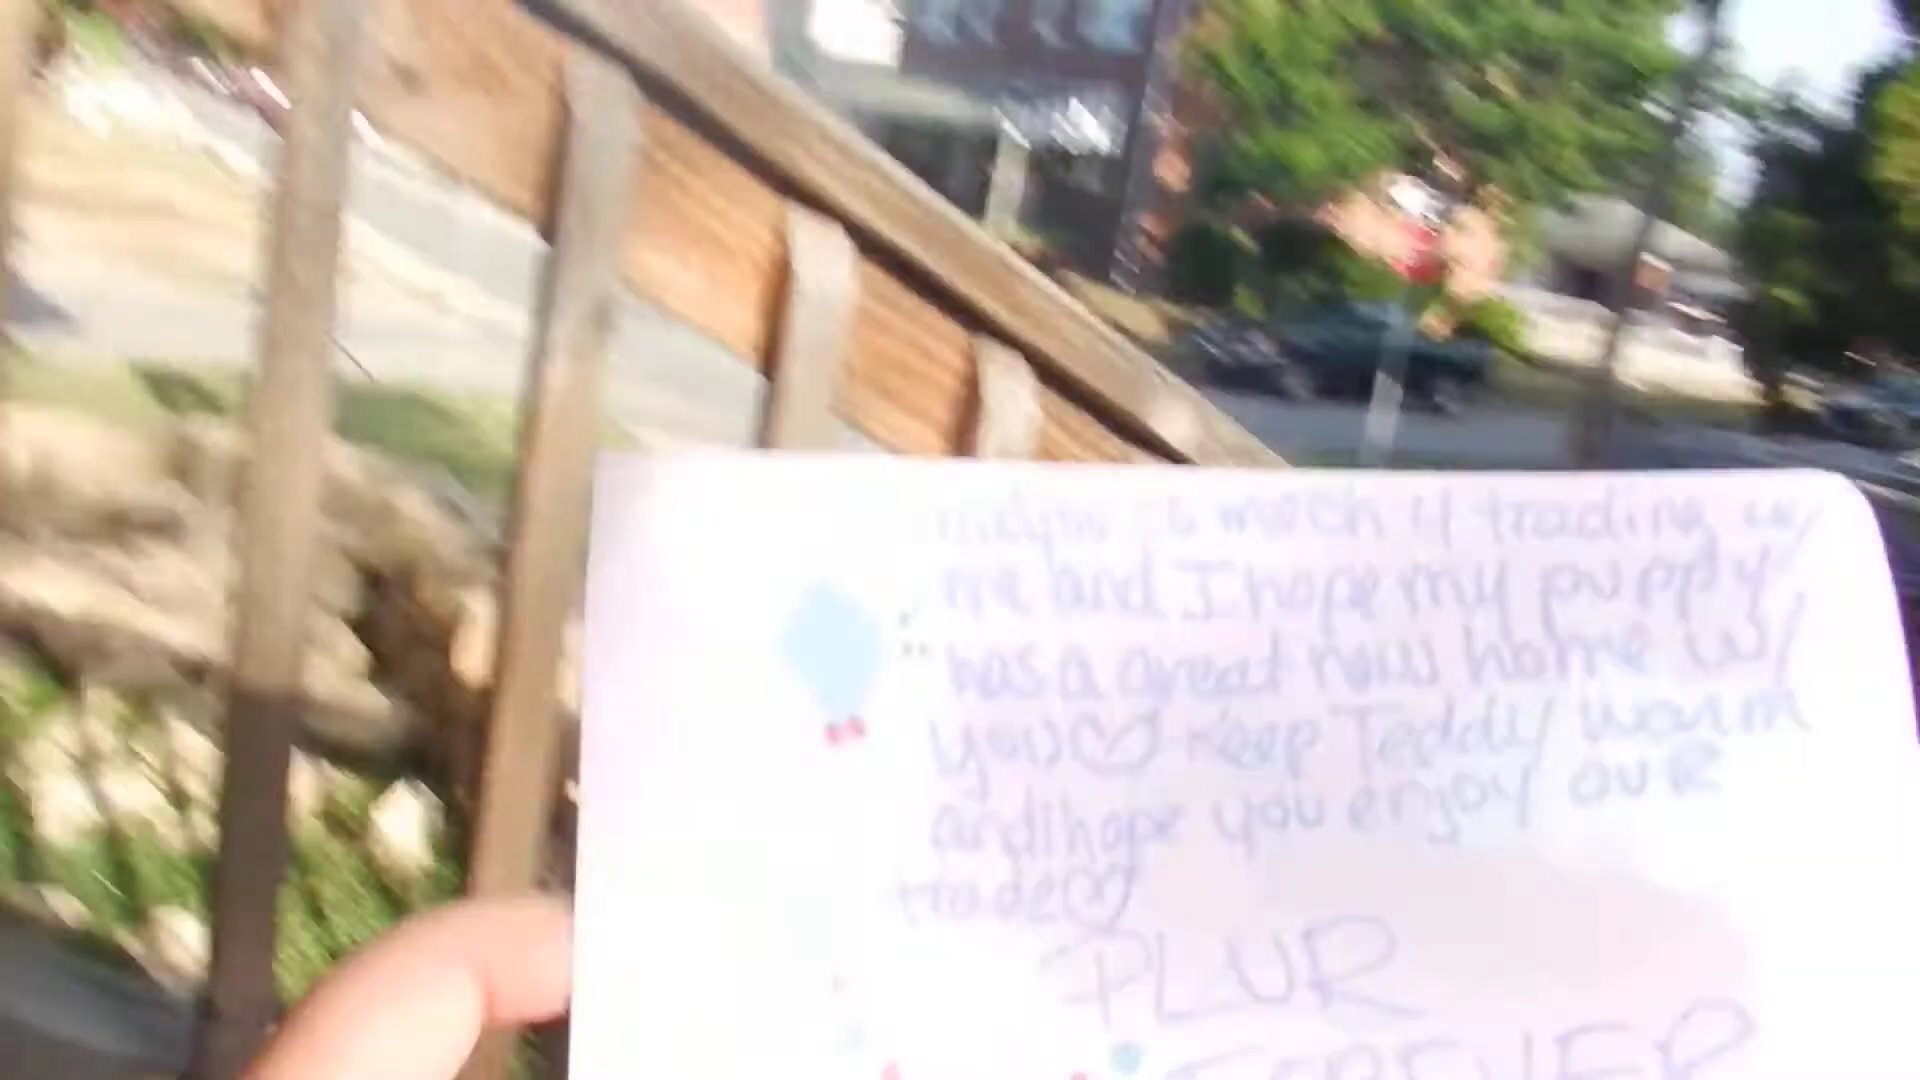 much 4 trading w/
me and I hope my puppy
has a great new home w/
you♡ Keep Teddy warm
and i hope you enjoy our
trade♡
PLUR
FOREVER